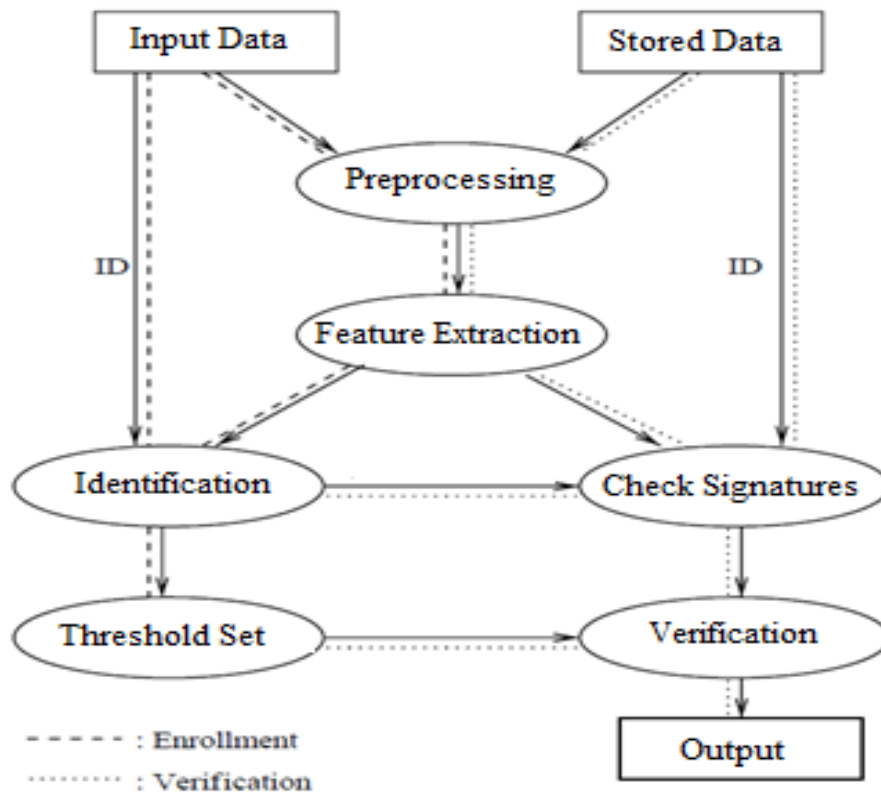 Input Data
Stored Data
Preprocessing
ID
ID
Feature Extraction
Identification
Check Signatures
Threshold Set
Verification
Output
: Enrollment
: Verification